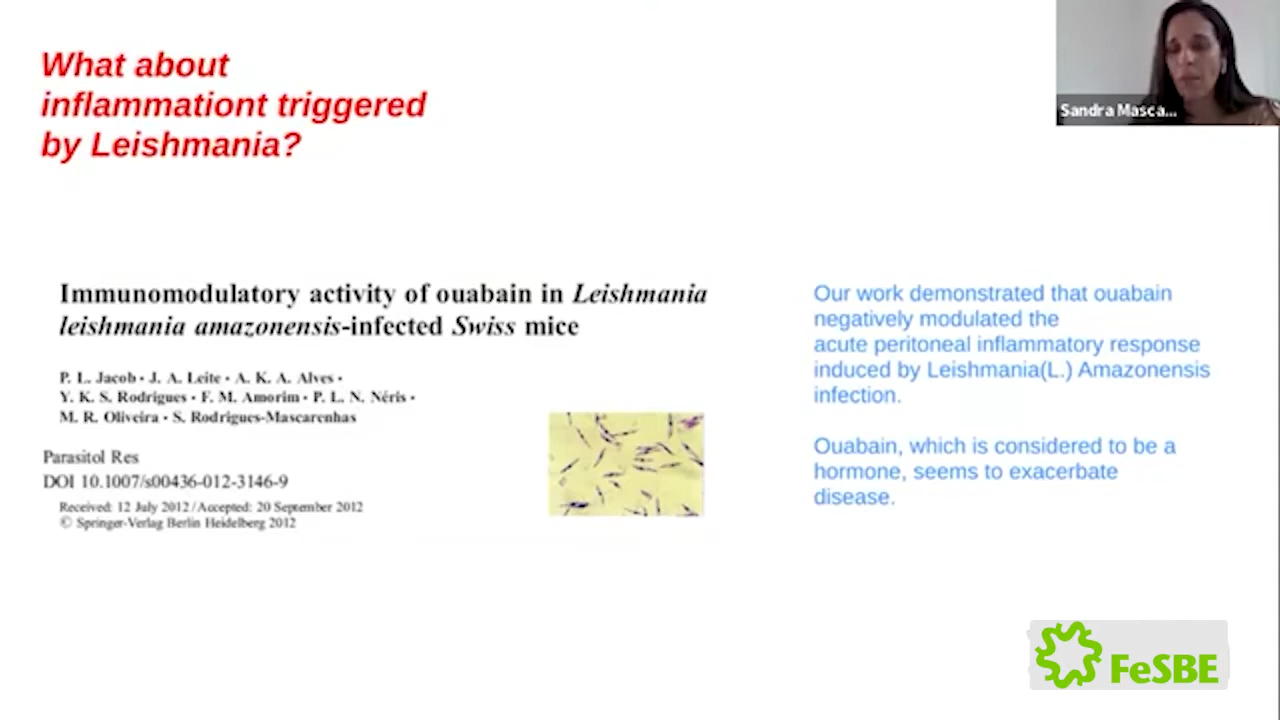 What about
inflammationt triggered
by Leishmania?
Sandra Masca...
Immunomodulatory activity of ouabain in Leishmania
leishmania amazonensis-infected Swiss mice
P. L. Jacob · J. A. Leite · A. K. A. Alves ·
Y. K. S. Rodrigues · F. M. Amorim · P. L. N. Néris ·
M. R. Oliveira · S. Rodrigues-Mascarenhas
Parasitol Res
DOI 10.1007/s00436-012-3146-9
Received: 12 July 2012 / Accepted: 20 September 2012
© Springer-Verlag Berlin Heidelberg 2012
Our work demonstrated that ouabain
negatively modulated the
acute peritoneal inflammatory response
induced by Leishmania(L.) Amazonensis
infection.
Ouabain, which is considered to be a
hormone, seems to exacerbate
disease.
FeSBE